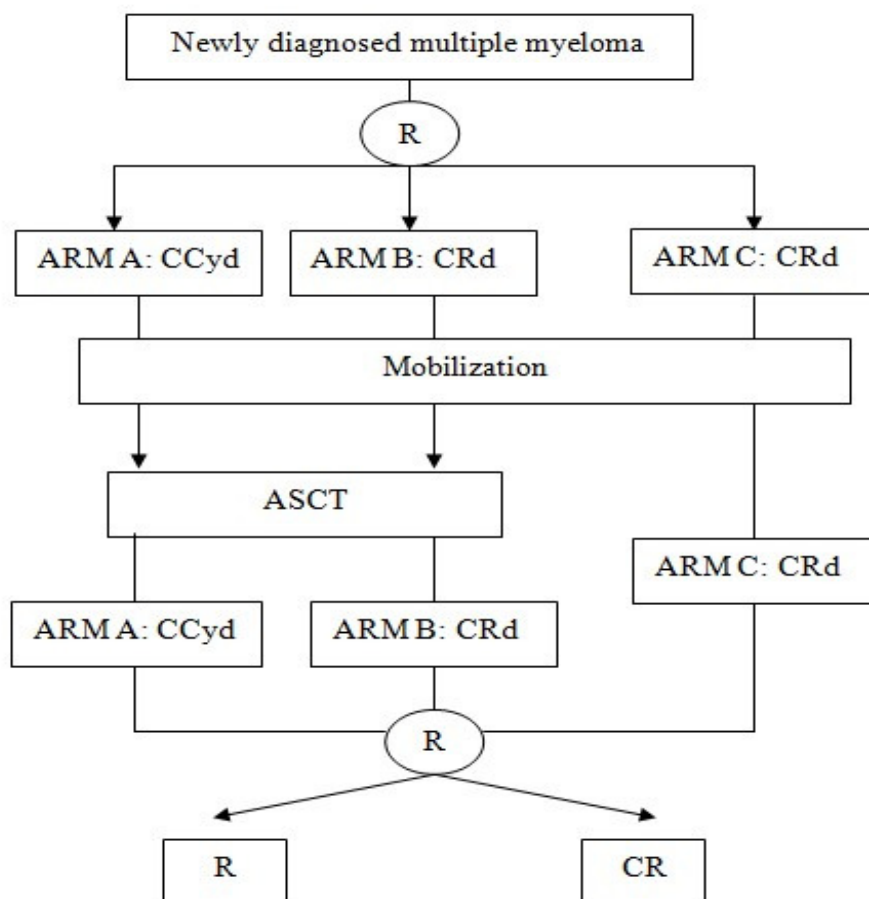 Newly diagnosed multiple myeloma
R
ARM A: CCyd
ARM B: CRd
ARM C: CRd
Mobilization
ASCT
ARM C: CRd
ARM A: CCyd
ARM B: CRd
R
R
CR